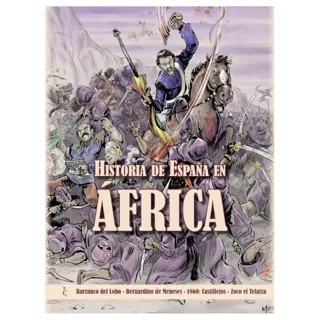 HISTORIA DE ESPAÑA EN
ÁFRICA
Barranco del Lobo - Bernardino de Meneses - 1860: Castillejos - Zoco el Telatza